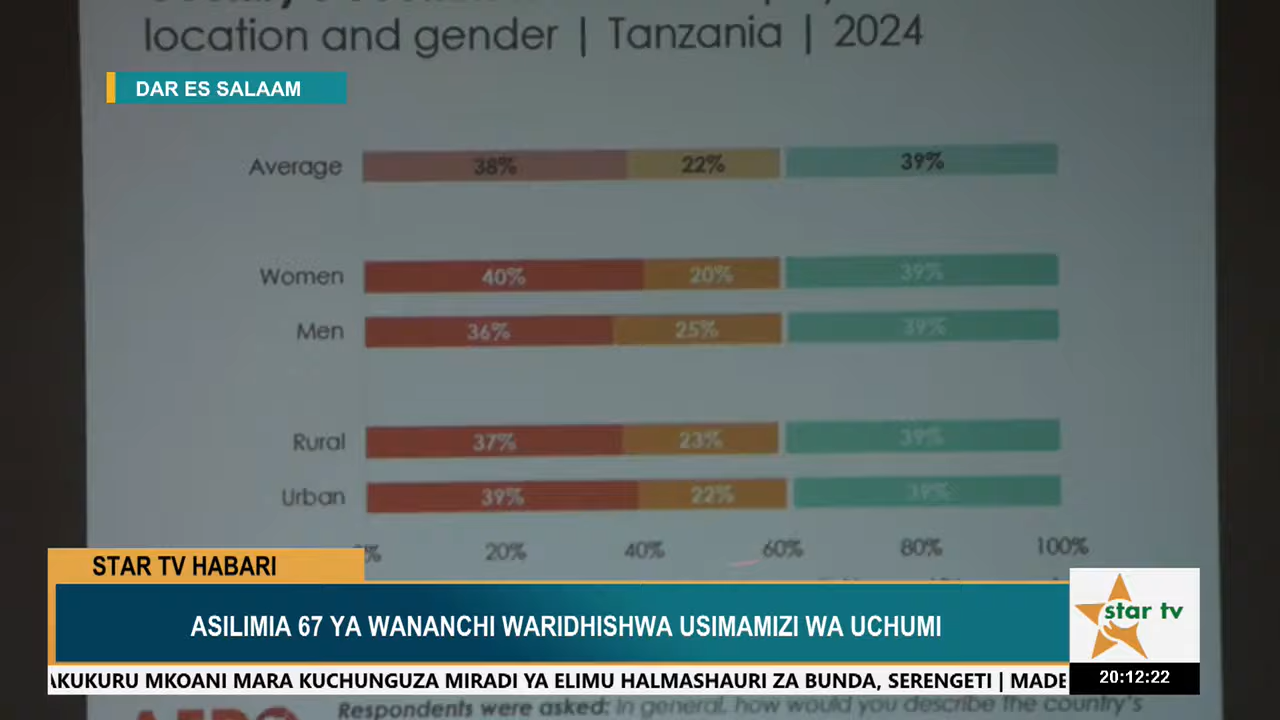 location and gender | Tanzania | 2024
DAR ES SALAAM
Average 38% 22% 39%
Women 40% 20% 39%
Men 36% 25% 39%
Rural 37% 23% 39%
Urban 39% 22% 39%
20% 40% 60% 80% 100%
STAR TV HABARI
ASILIMIA 67 YA WANANCHI WARIDHISHWA USIMAMIZI WA UCHUMI
star tv
AKUKURU MKOANI MARA KUCHUNGUZA MIRADI YA ELIMU HALMASHAURI ZA BUNDA, SERENGETI | MADE
20:12:22
Respondents were asked: In general, how would you describe the country's